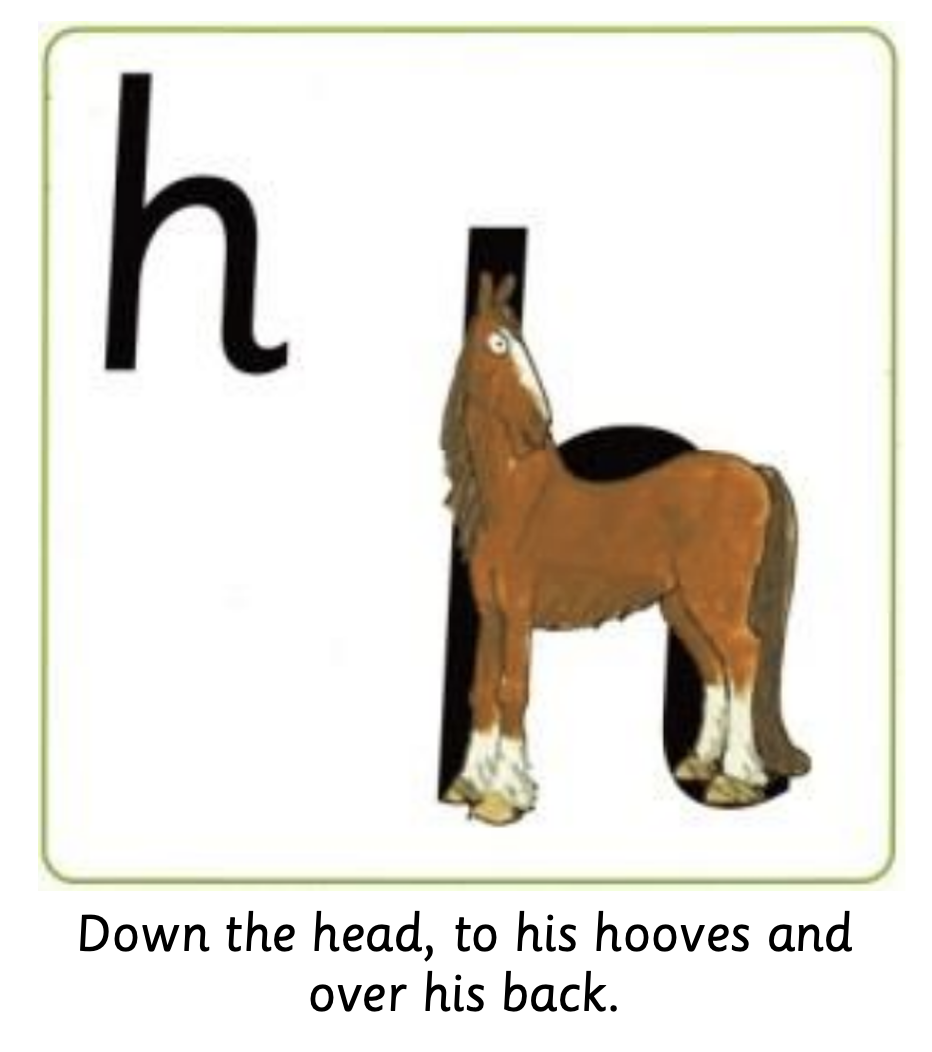 h
h
Down the head, to his hooves and
over his back.